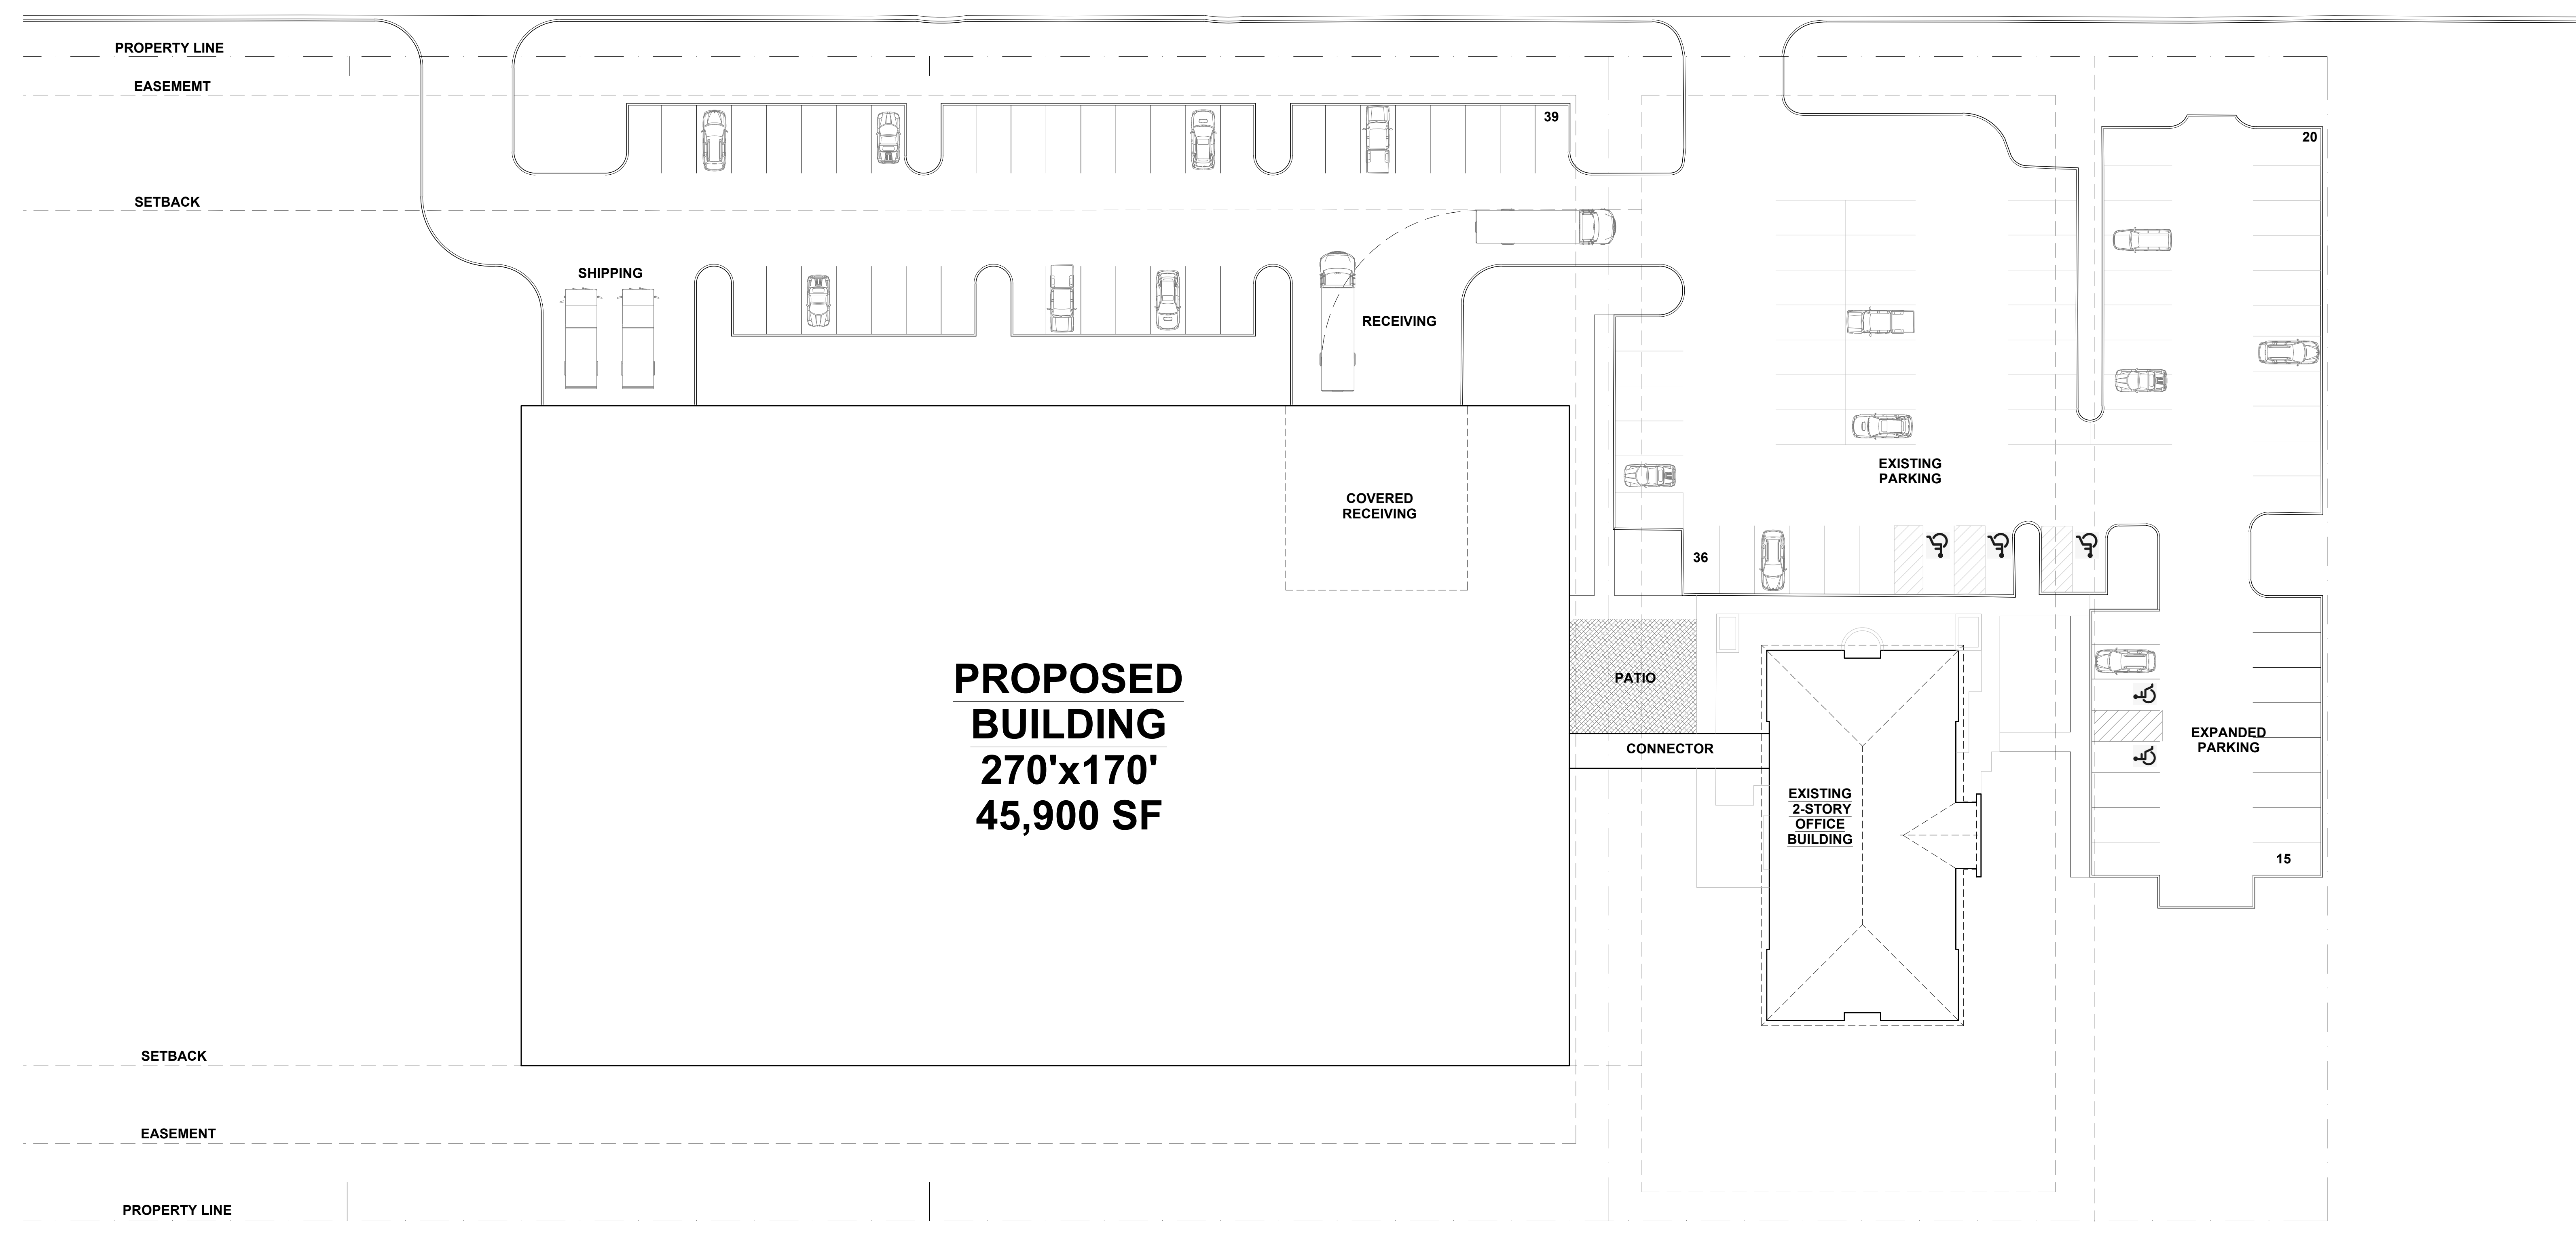 PROPERTY LINE
EASEMEMT
39
20
SETBACK
SHIPPING
RECEIVING
EXISTING
PARKING
COVERED
RECEIVING
36
PROPOSED
BUILDING
270'x170'
45,900 SF
PATIO
CONNECTOR
EXISTING
2-STORY
OFFICE
BUILDING
EXPANDED
PARKING
15
SETBACK
EASEMENT
PROPERTY LINE